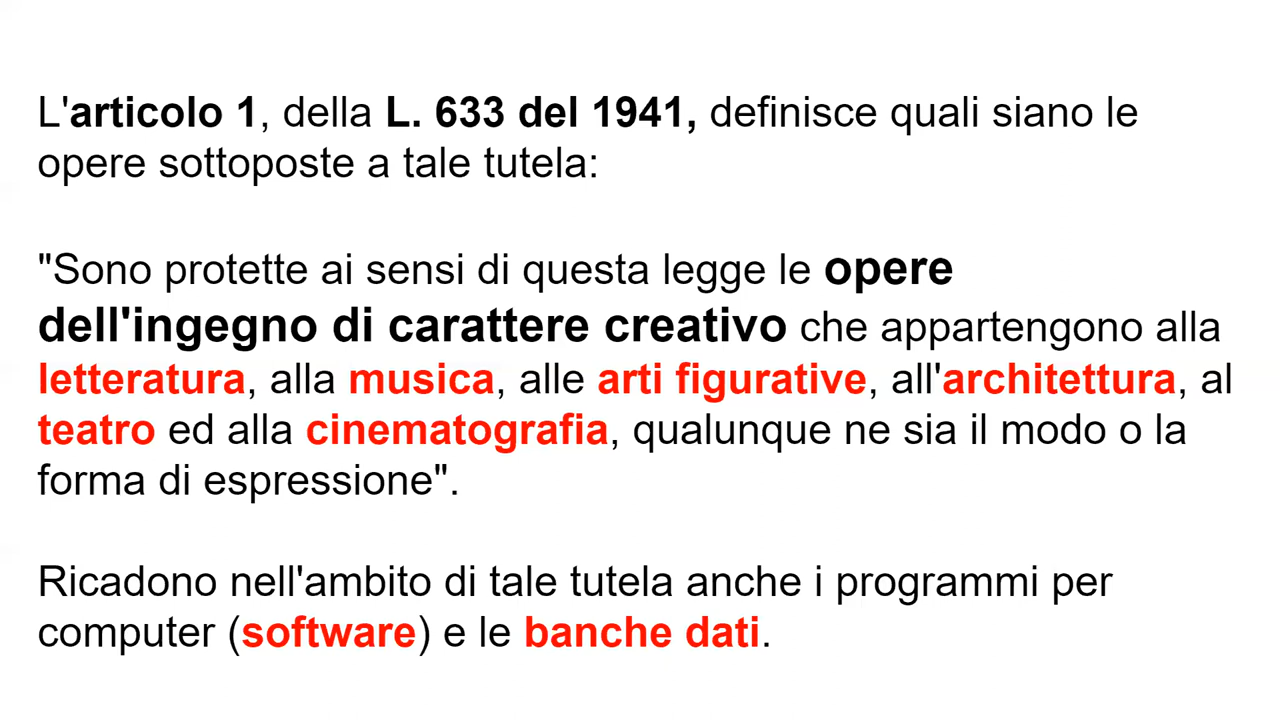 L'articolo 1, della L. 633 del 1941, definisce quali siano le
opere sottoposte a tale tutela:
"Sono protette ai sensi di questa legge le opere
dell'ingegno di carattere creativo che appartengono alla
letteratura, alla musica, alle arti figurative, all'architettura, al
teatro ed alla cinematografia, qualunque ne sia il modo o la
forma di espressione".
Ricadono nell'ambito di tale tutela anche i programmi per
computer (software) e le banche dati.